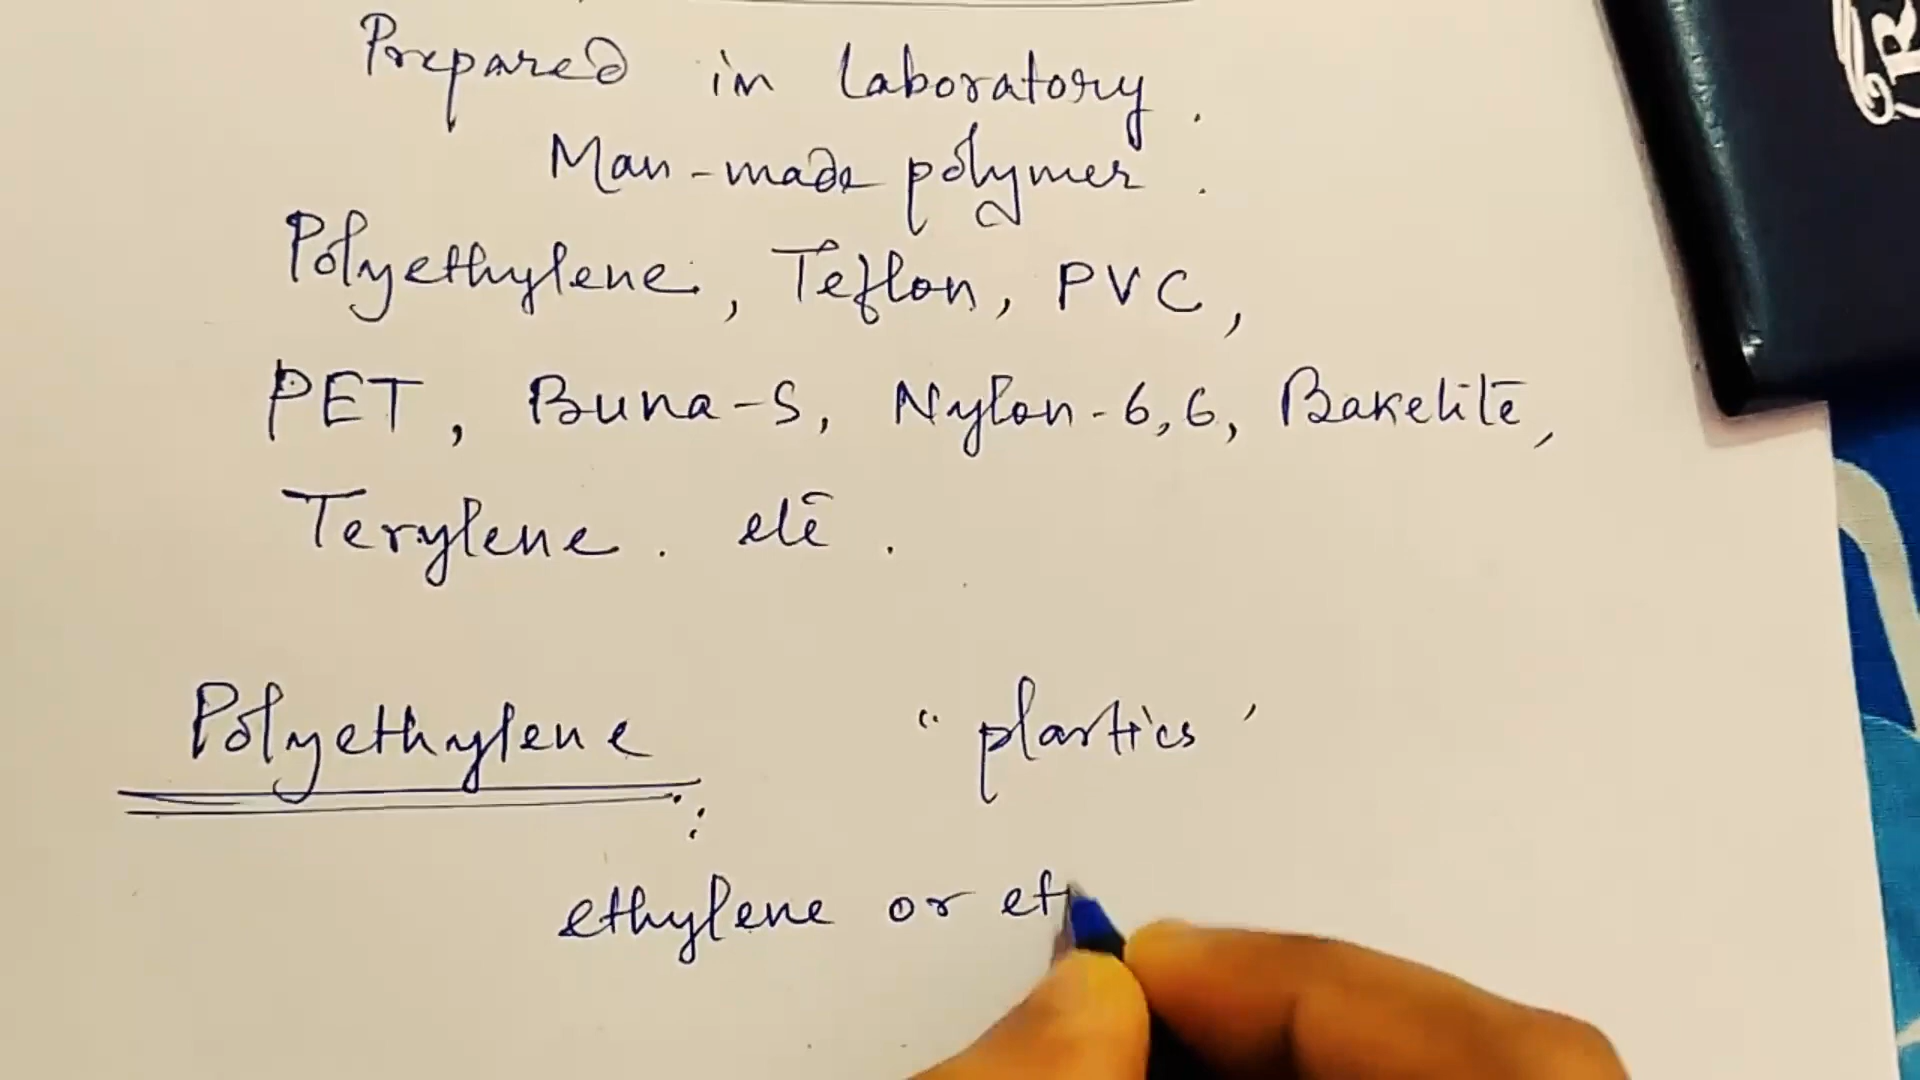 Prepared in laboratory.
Man-made polymer.
Polyethylene, Teflon, PVC,
PET, Buna-S, Nylon-6,6, Bakelite,
Terylene. etc.
Polyethylene: "plastics'
ethylene or et